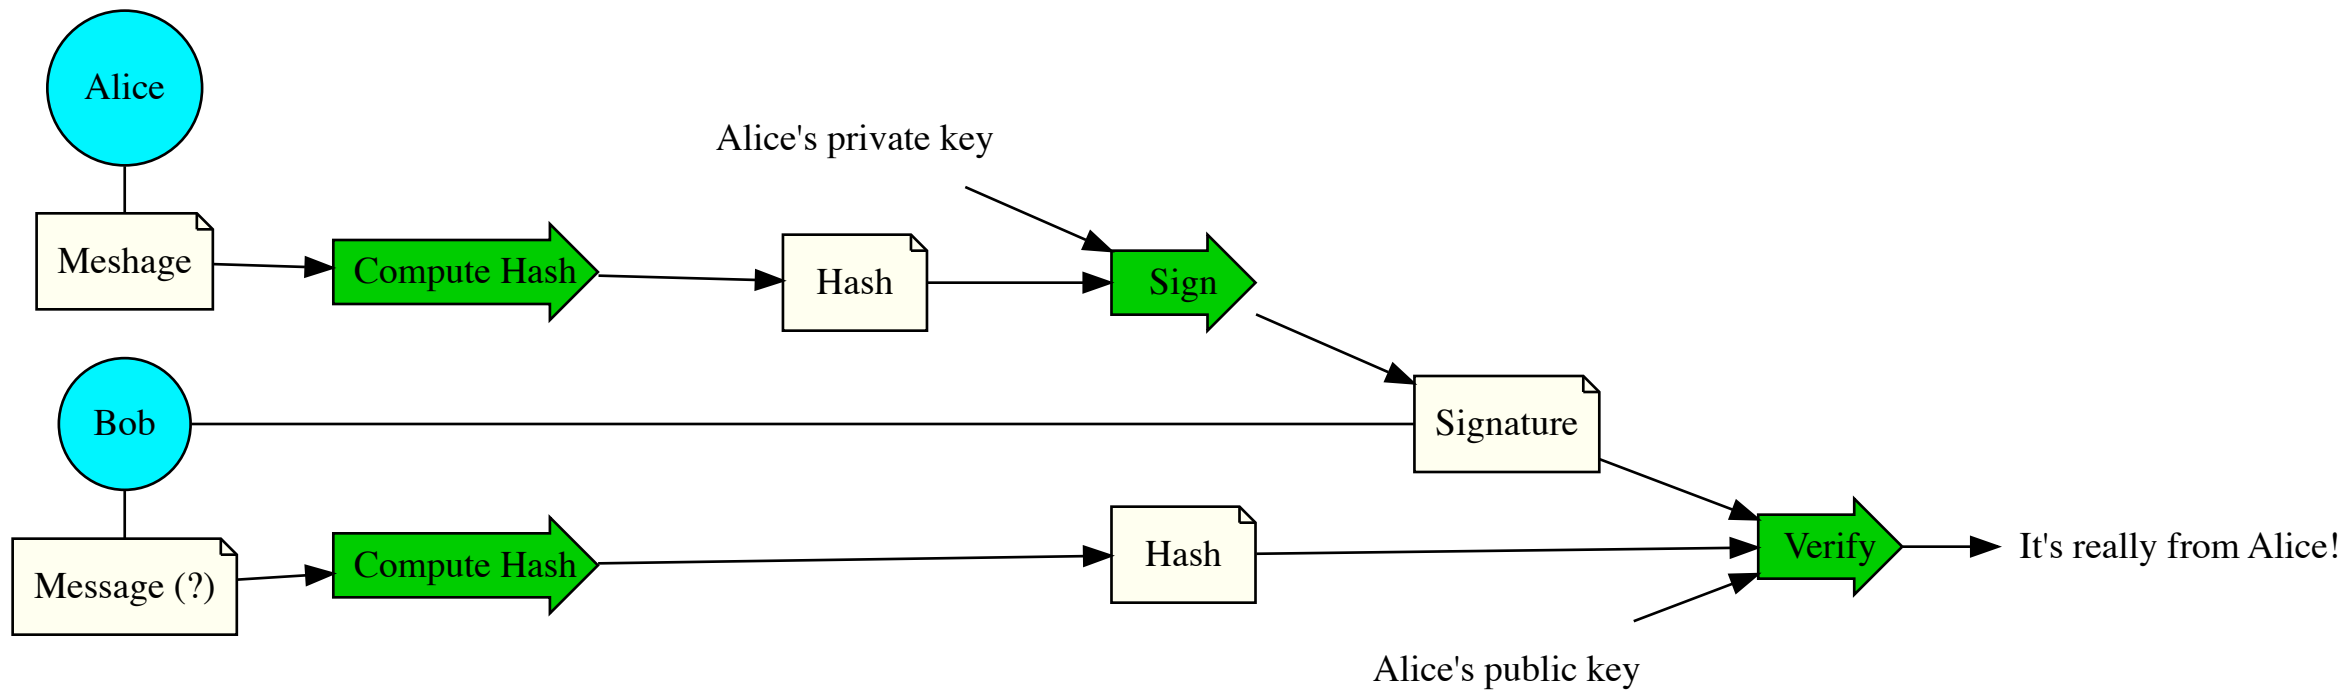 Alice
Alice's private key
Meshage
Compute Hash
Hash
Sign
Bob
Signature
Message (?)
Compute Hash
Hash
Verify
It's really from Alice!
Alice's public key